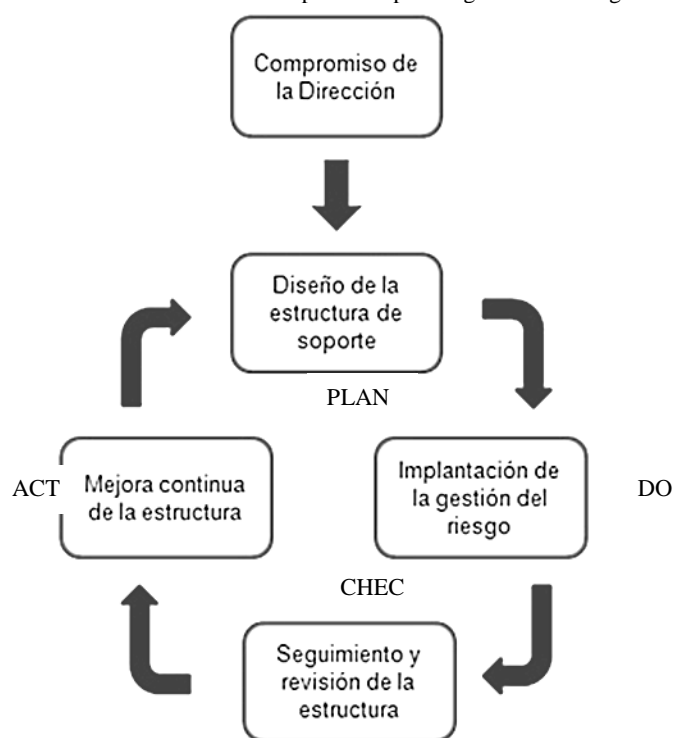 Compromiso de
la Dirección
Diseño de la
estructura de
soporte
PLAN
ACT
Mejora continua
de la estructura
Implantación de
la gestión del
riesgo
DO
CHEC
Seguimiento y
revisión de la
estructura